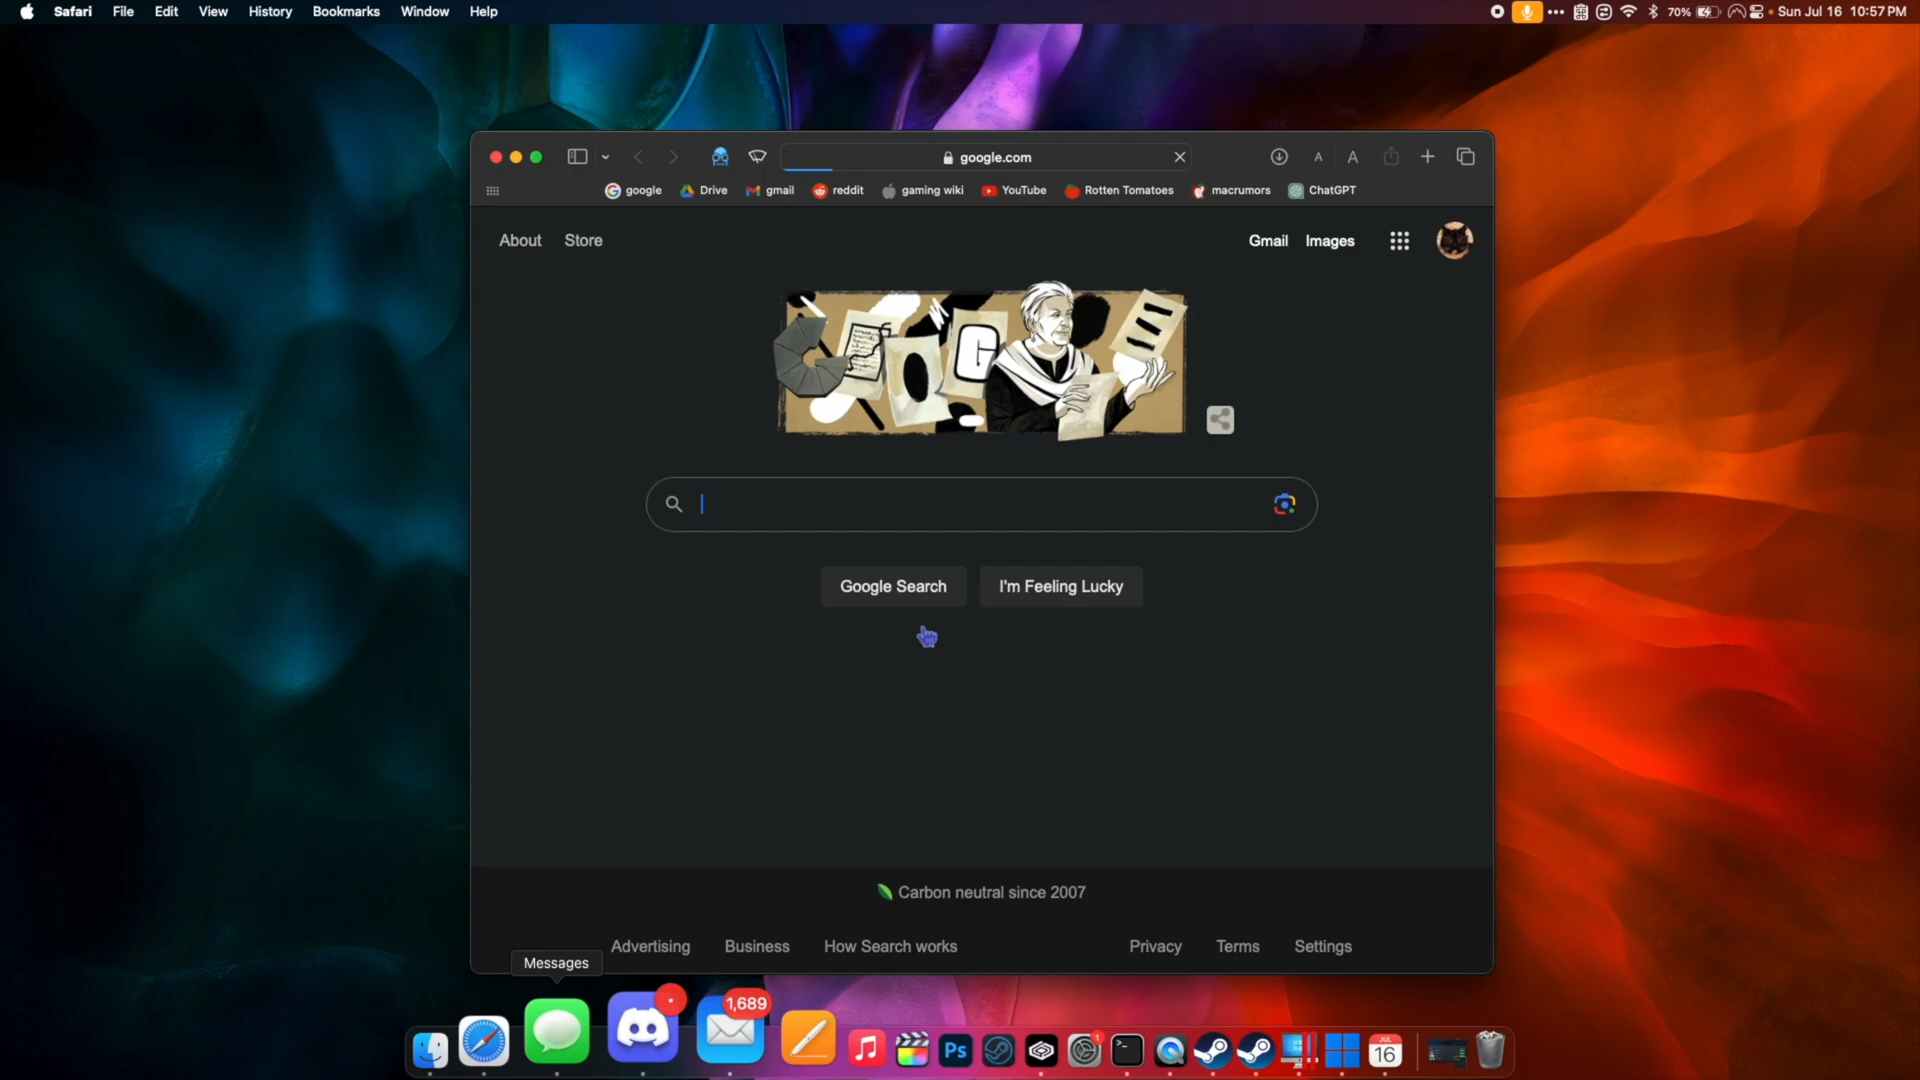 Safari File Edit View History Bookmarks Window Help
70% Sun Jul 16 10:57 PM
google.com
A A
google Drive gmail reddit gaming wiki YouTube Rotten Tomatoes macrumors ChatGPT
About Store
Gmail Images
G
Google Search I'm Feeling Lucky
Carbon neutral since 2007
Advertising Business How Search works Privacy Terms Settings
Messages
1,689
Ps
1
JUL
16